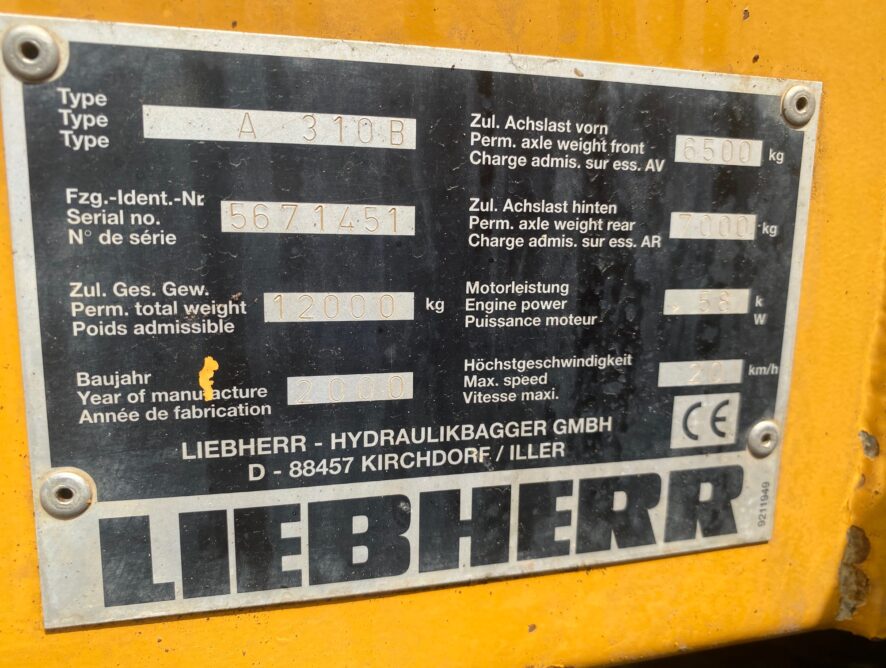 Type
Type
Type
A 310 B
Fzg.-Ident.-Nr
Serial no.
N° de série
5671451
Zul. Ges. Gew.
Perm. total weight
Poids admissible
12000 kg
Baujahr
Year of manufacture
Année de fabrication
2000
Zul. Achslast vorn
Perm. axle weight front
Charge admis. sur ess. AV
6500 kg
Zul. Achslast hinten
Perm. axle weight rear
Charge admis. sur ess. AR
7000 kg
Motorleistung
Engine power
Puissance moteur
58 k
W
Höchstgeschwindigkeit
Max. speed
Vitesse maxi.
20 km/h
CE
LIEBHERR - HYDRAULIKBAGGER GMBH
D - 88457 KIRCHDORF / ILLER
LIEBHERR
9211949